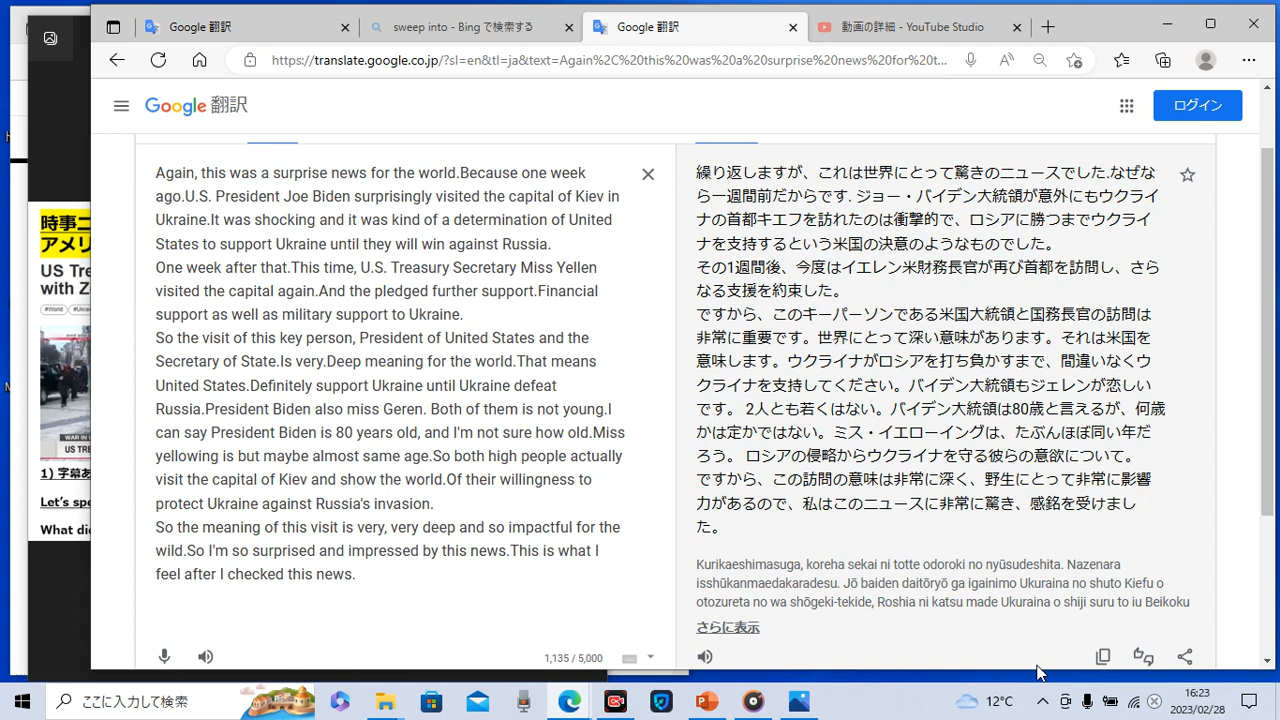 Google 翻訳
sweep into - Bing で検索する
Google 翻訳
動画の詳細 - YouTube Studio
https://translate.google.co.jp/?sl=en&tl=ja&text=Again%2C%20this%20was%20a%20surprise%20news%20for%20t...
Google 翻訳
ログイン
Again, this was a surprise news for the world.Because one week
ago.U.S. President Joe Biden surprisingly visited the capital of Kiev in
Ukraine.It was shocking and it was kind of a determination of United
States to support Ukraine until they will win against Russia.
One week after that.This time, U.S. Treasury Secretary Miss Yellen
visited the capital again.And the pledged further support.Financial
support as well as military support to Ukraine.
So the visit of this key person, President of United States and the
Secretary of State.Is very.Deep meaning for the world.That means
United States.Definitely support Ukraine until Ukraine defeat
Russia.President Biden also miss Geren. Both of them is not young.I
can say President Biden is 80 years old, and I'm not sure how old.Miss
yellowing is but maybe almost same age.So both high people actually
visit the capital of Kiev and show the world.Of their willingness to
protect Ukraine against Russia's invasion.
So the meaning of this visit is very, very deep and so impactful for the
wild.So I'm so surprised and impressed by this news.This is what I
feel after I checked this news.
1,135 / 5,000
繰り返しますが、これは世界にとって驚きのニュースでした.なぜな
ら一週間前だからです. ジョー・バイデン大統領が意外にもウクライ
ナの首都キエフを訪れたのは衝撃的で、ロシアに勝つまでウクライ
ナを支持するという米国の決意のようなものでした。
その1週間後、今度はイエレン米財務長官が再び首都を訪問し、さら
なる支援を約束した。
ですから、このキーパーソンである米国大統領と国務長官の訪問は
非常に重要です。世界にとって深い意味があります。それは米国を
意味します。ウクライナがロシアを打ち負かすまで、間違いなくウ
クライナを支持してください。バイデン大統領もジェレンが恋しい
です。 2人とも若くはない。バイデン大統領は80歳と言えるが、何歳
かは定かではない。ミス・イエローイングは、たぶんほぼ同い年だ
ろう。 ロシアの侵略からウクライナを守る彼らの意欲について。
ですから、この訪問の意味は非常に深く、野生にとって非常に影響
力があるので、私はこのニュースに非常に驚き、感銘を受けまし
た。
Kurikaeshimasuga, koreha sekai ni totte odoroki no nyūsudeshita. Nazenara
isshūkanmaedakaradesu. Jō baiden daitōryō ga igainimo Ukuraina no shuto Kiefu o
otozureta no wa shōgeki-tekide, Roshia ni katsu made Ukuraina o shiji suru to iu Beikoku
さらに表示
時事ニ
アメリ
US Tre
with Z
#World
#Ukra
WAR IN U
US TRE
1) 字幕あ
Let's spe
What did
ここに入力して検索
12°C
16:23
2023/02/28